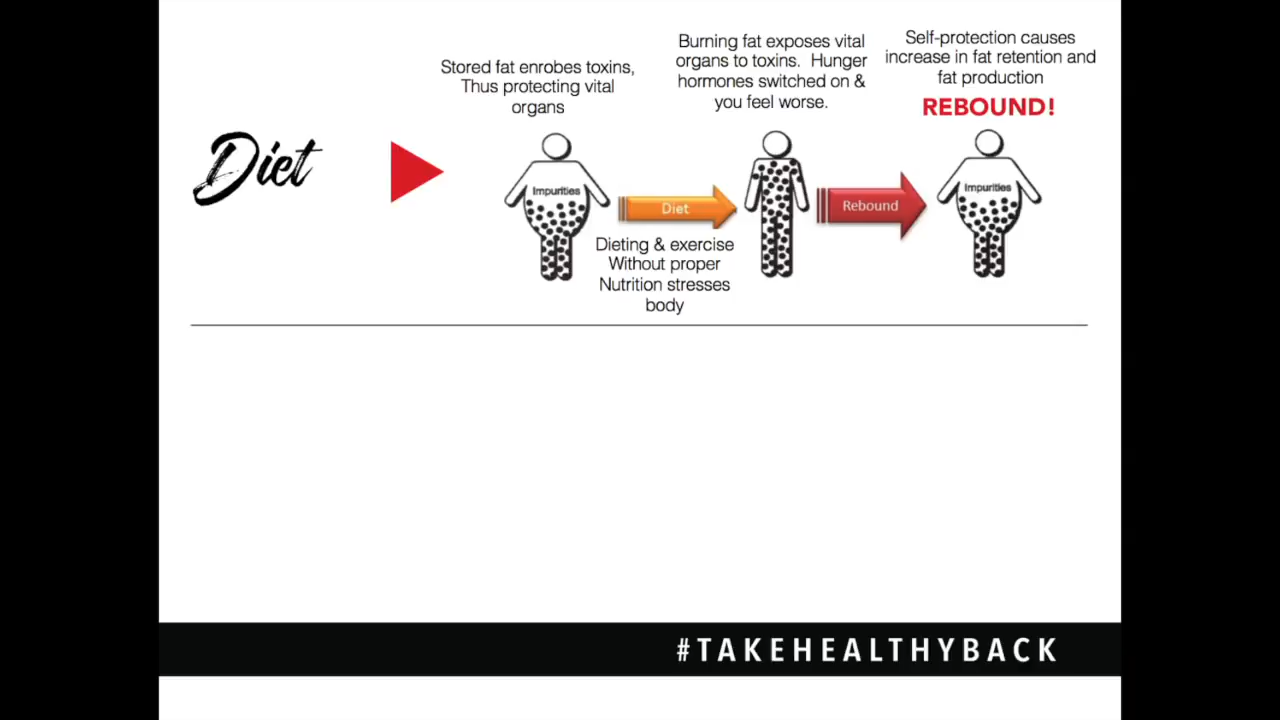 Diet
Stored fat enrobes toxins,
Thus protecting vital
organs
Impurities
Diet
Dieting & exercise
Without proper
Nutrition stresses
body
Burning fat exposes vital
organs to toxins. Hunger
hormones switched on &
you feel worse.
Rebound
Self-protection causes
increase in fat retention and
fat production
REBOUND!
Impurities
#TAKEHEALTHYBACK